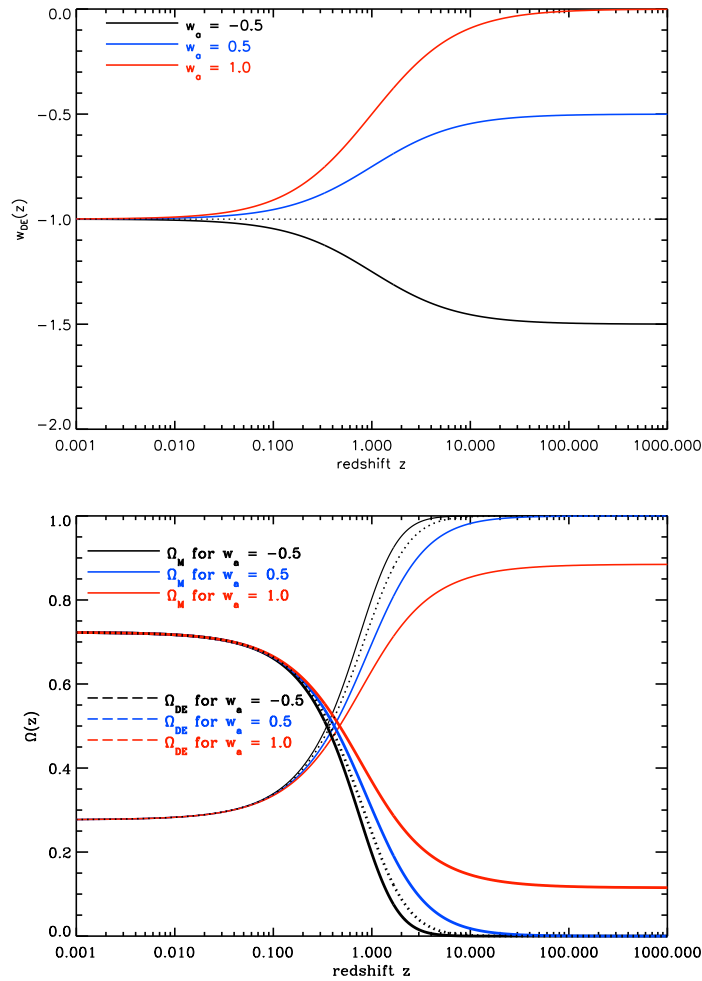 0.0
w_a = −0.5
w_a = 0.5
w_a = 1.0
−0.5
−1.0
−1.5
−2.0
w_DE(z)
0.001 0.010 0.100 1.000 10.000 100.000 1000.000
redshift z
1.0
Ω_M for w_a = −0.5
Ω_M for w_a = 0.5
Ω_M for w_a = 1.0
0.8
0.6
Ω_DE for w_a = −0.5
Ω_DE for w_a = 0.5
Ω_DE for w_a = 1.0
0.4
0.2
0.0
Ω(z)
0.001 0.010 0.100 1.000 10.000 100.000 1000.000
redshift z